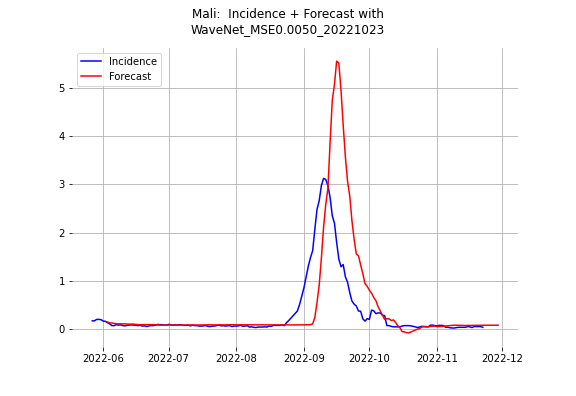 Mali:  Incidence + Forecast with
WaveNet_MSE0.0050_20221023
Incidence
Forecast
5
4
3
2
1
0
2022-06 2022-07 2022-08 2022-09 2022-10 2022-11 2022-12